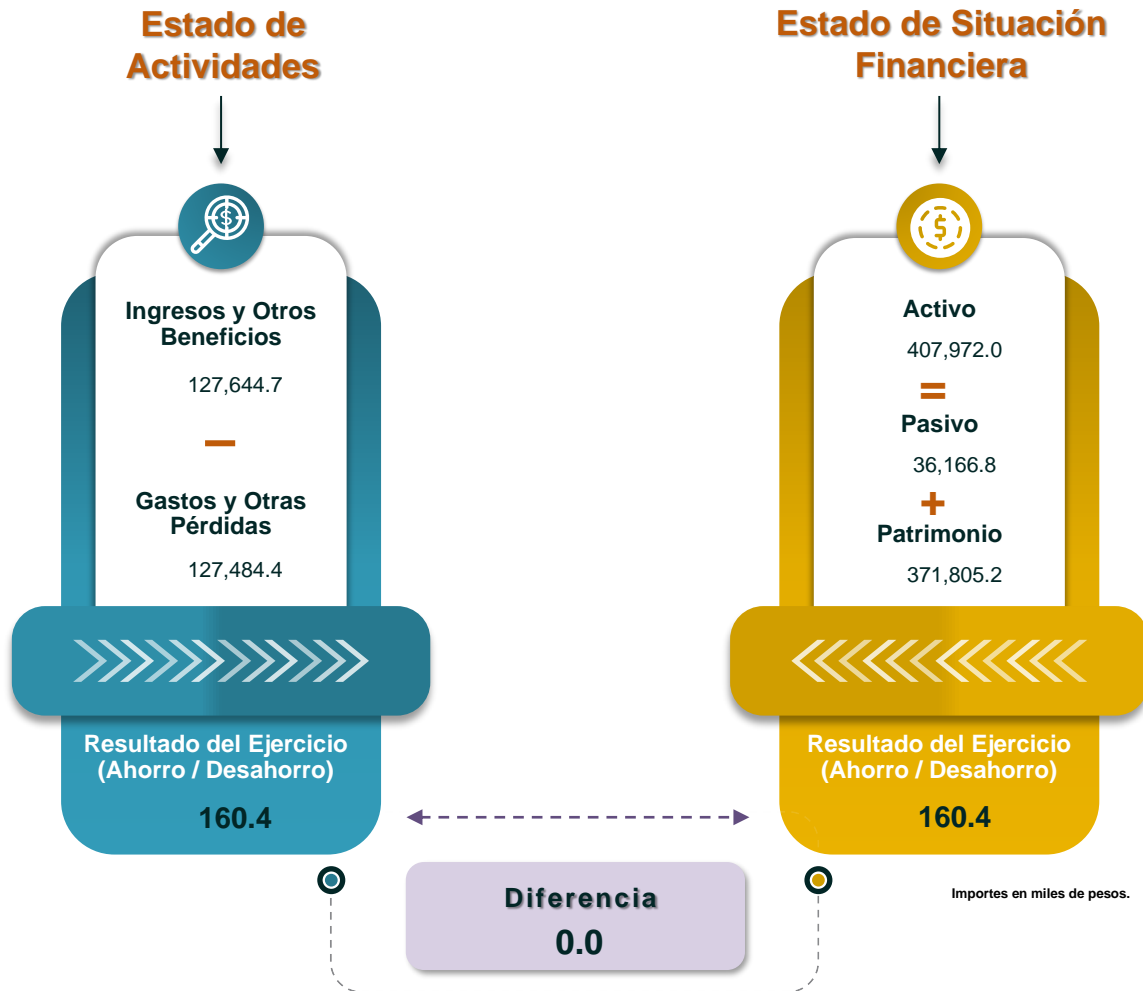 Estado de
Actividades
$
Ingresos y Otros
Beneficios
127,644.7
−
Gastos y Otras
Pérdidas
127,484.4
Resultado del Ejercicio
(Ahorro / Desahorro)
160.4
Estado de Situación
Financiera
$
Activo
407,972.0
=
Pasivo
36,166.8
+
Patrimonio
371,805.2
Resultado del Ejercicio
(Ahorro / Desahorro)
160.4
Diferencia
0.0
Importes en miles de pesos.